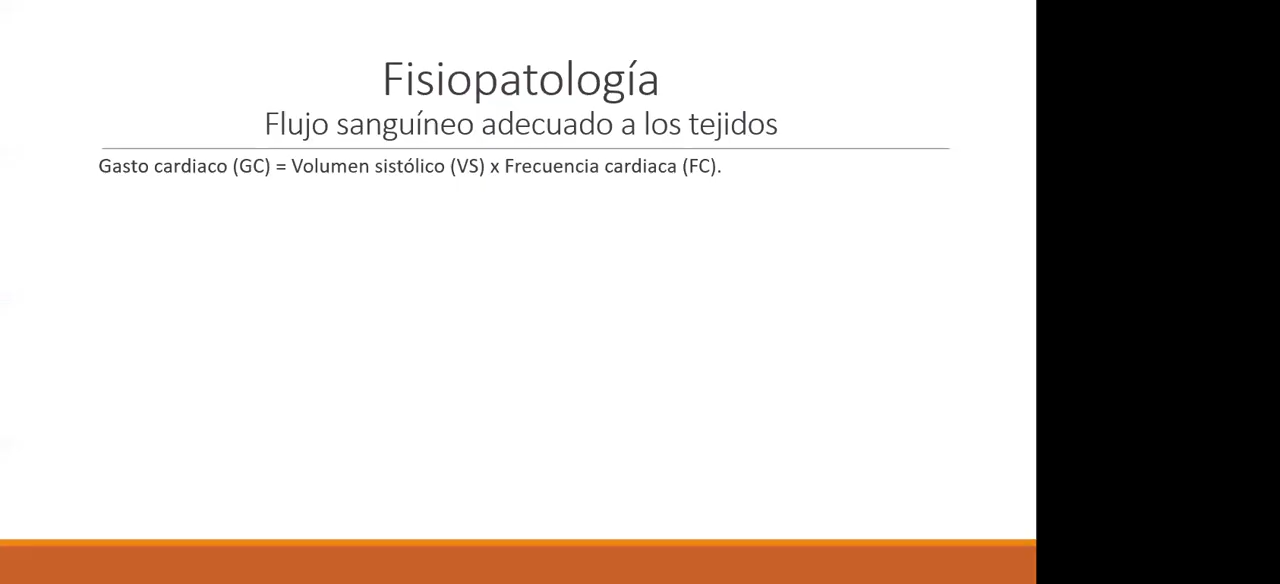 Fisiopatología
Flujo sanguíneo adecuado a los tejidos
Gasto cardiaco (GC) = Volumen sistólico (VS) x Frecuencia cardiaca (FC).